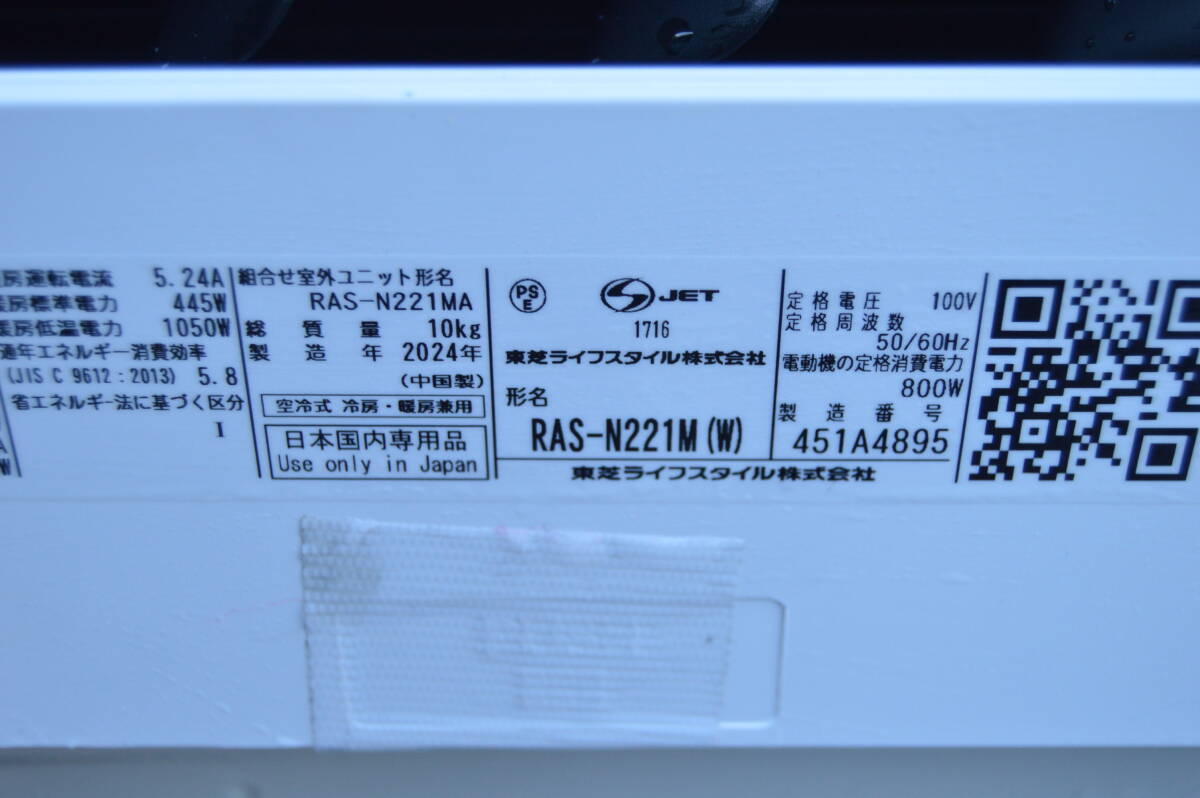 房運転電流 5.24A
暖房標準電力 445W
暖房低温電力 1050W
通年エネルギー消費効率
(JIS C 9612:2013) 5.8
省エネルギー法に基づく区分
I
A
W
組合せ室外ユニット形名
RAS-N221MA
総質量 10kg
製造年 2024年
(中国製)
空冷式 冷房・暖房兼用
日本国内専用品
Use only in Japan
PS
E
JET
1716
東芝ライフスタイル株式会社
形名
RAS-N221M(W)
東芝ライフスタイル株式会社
定格電圧 100V
定格周波数
50/60Hz
電動機の定格消費電力
800W
製造番号
451A4895